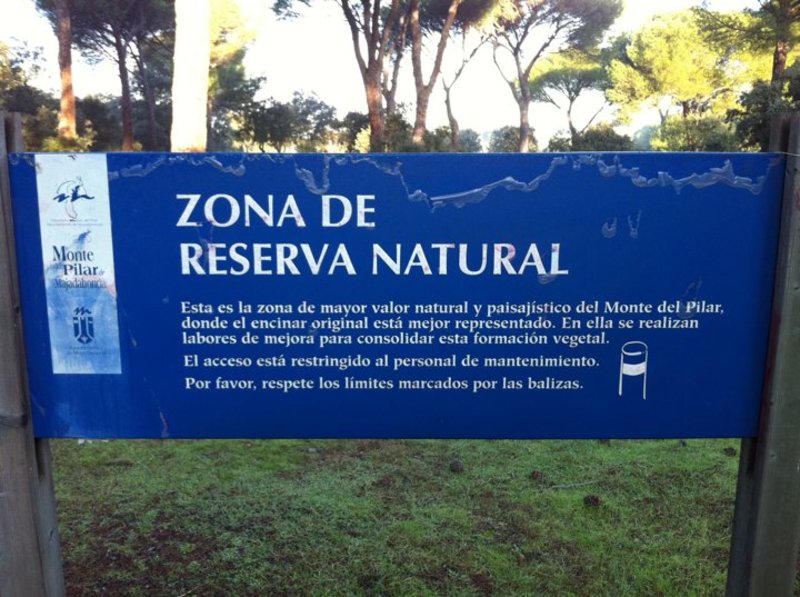 Monte
del Pilar de
Majadahonda
ZONA DE
RESERVA NATURAL
Esta es la zona de mayor valor natural y paisajístico del Monte del Pilar,
donde el encinar original está mejor representado. En ella se realizan
labores de mejora para consolidar esta formación vegetal.
El acceso está restringido al personal de mantenimiento.
Por favor, respete los límites marcados por las balizas.